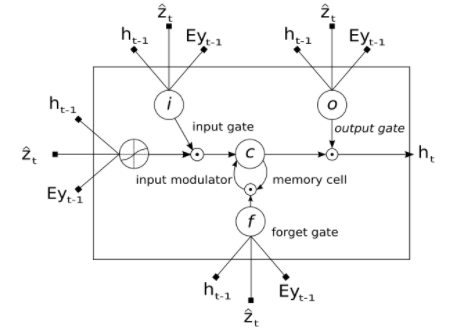 ẑt ẑt
ht-1 Eyt-1 ht-1 Eyt-1
i o
ht-1 input gate output gate
ẑt c ht
input modulator memory cell
Eyt-1
f forget gate
ht-1 Eyt-1
ẑt